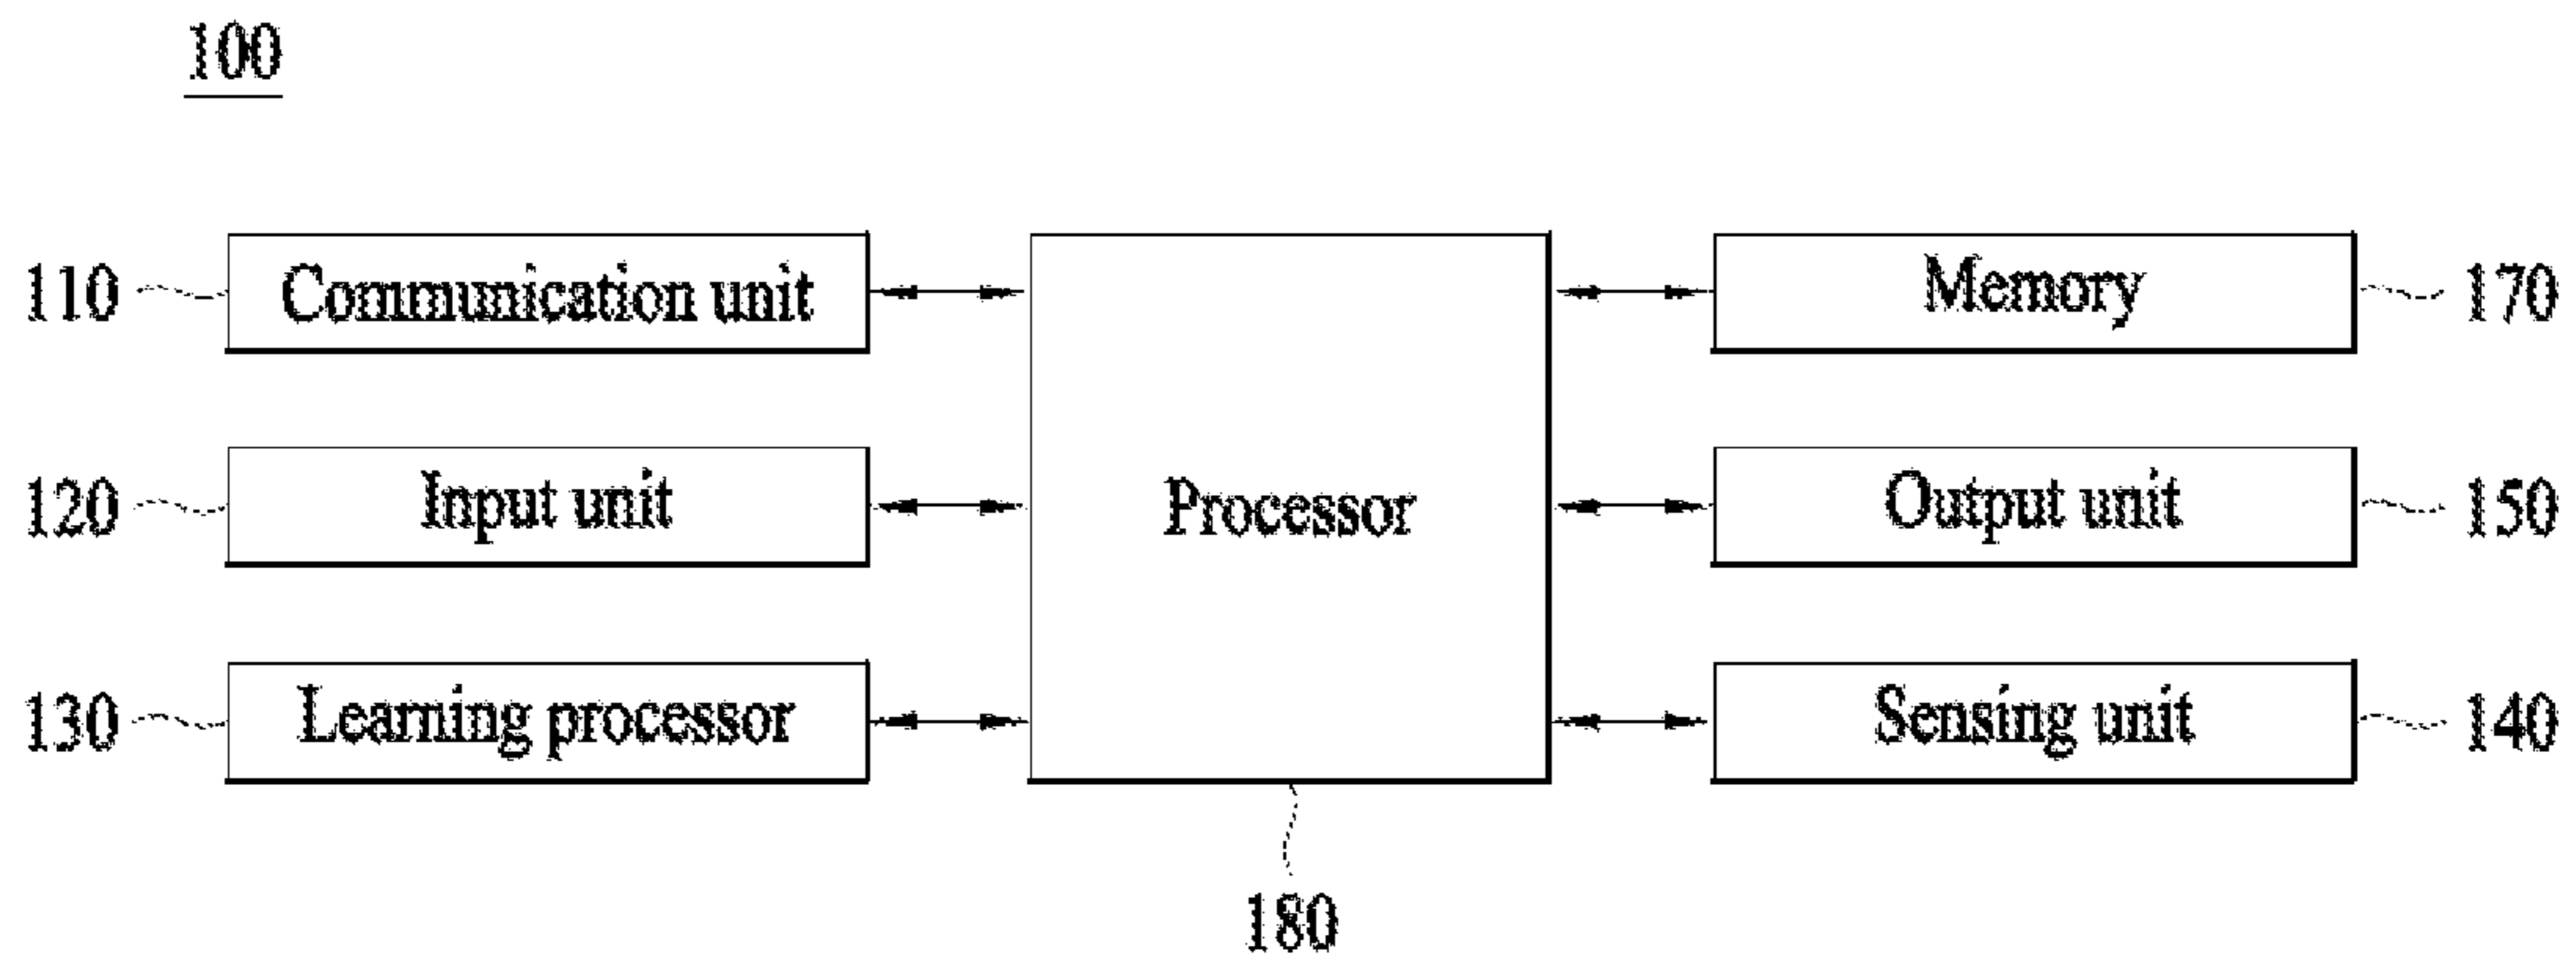 100
110 Communication unit Memory 170
120 Input unit Processor Output unit 150
130 Learning processor Sensing unit 140
180